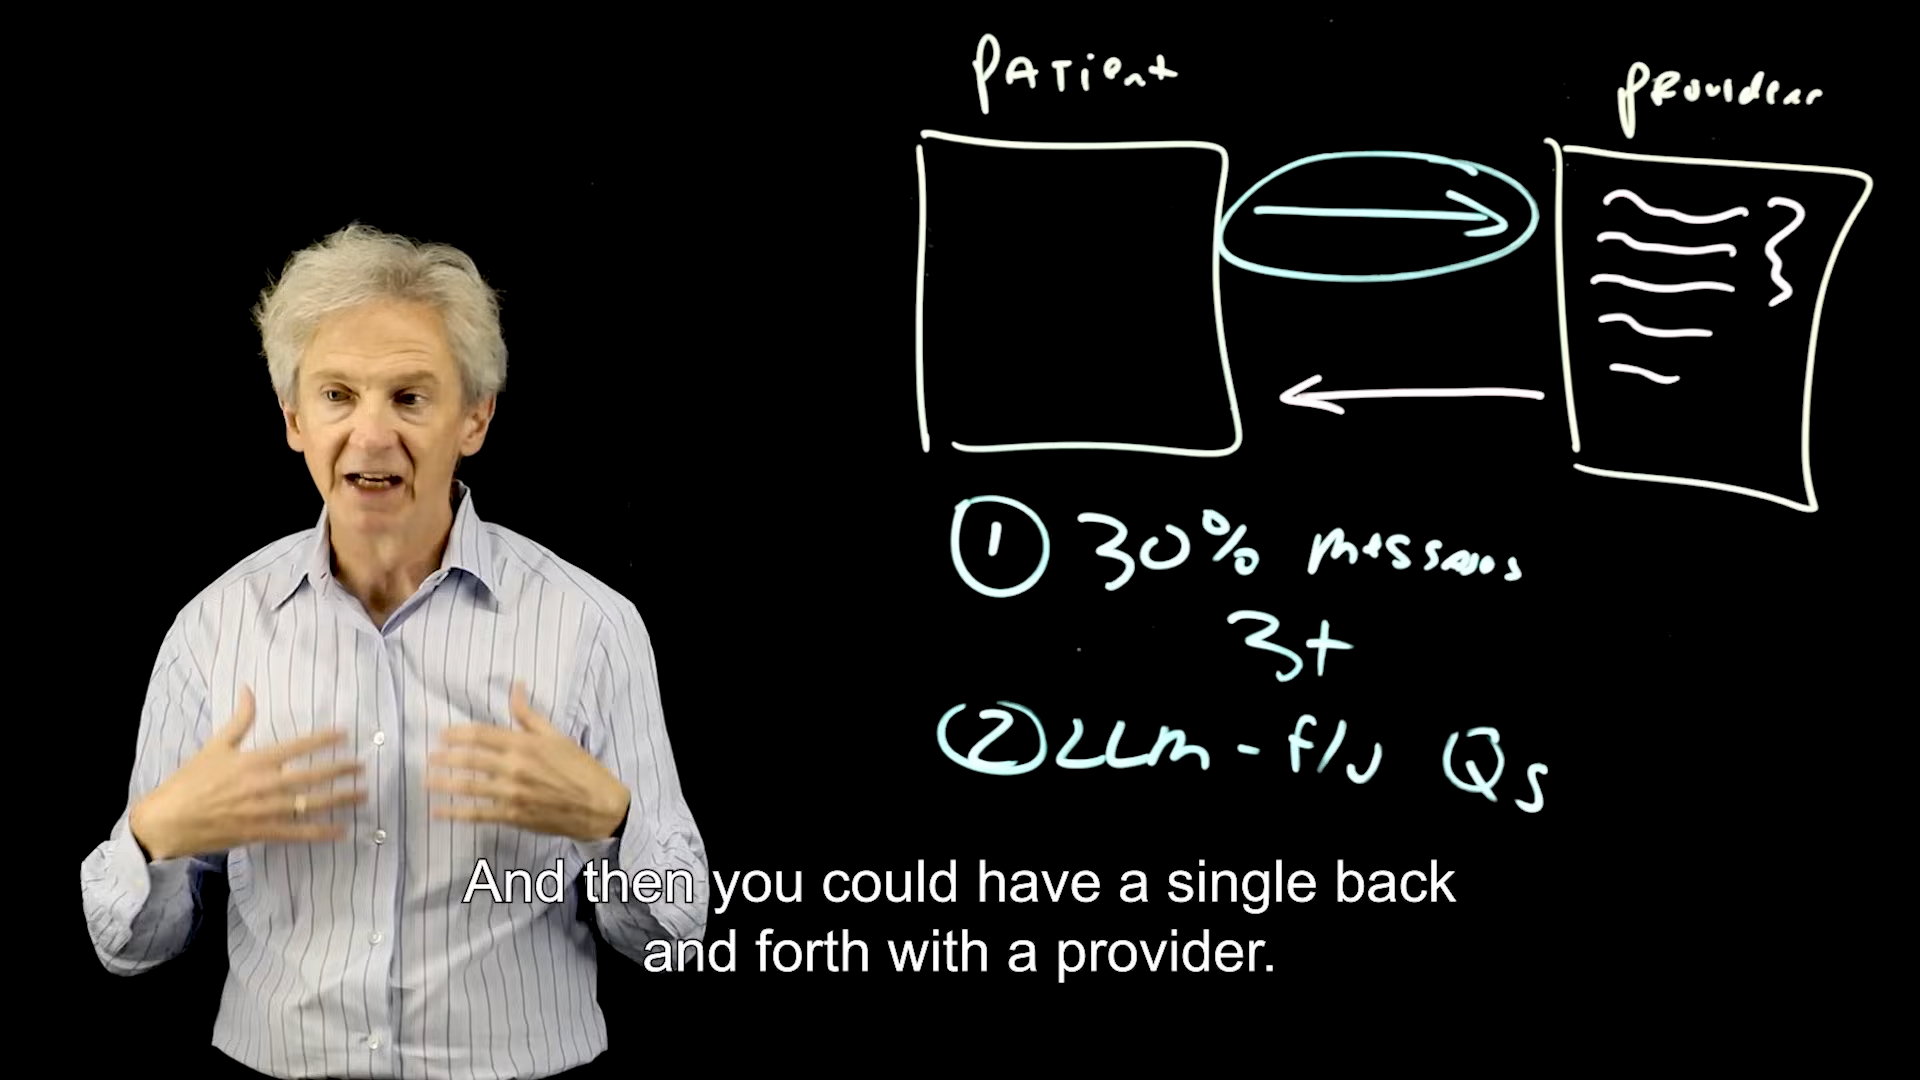 Patient
Provider
① 30% messages
3+
② LLM - f/u Qs
And then you could have a single back
and forth with a provider.